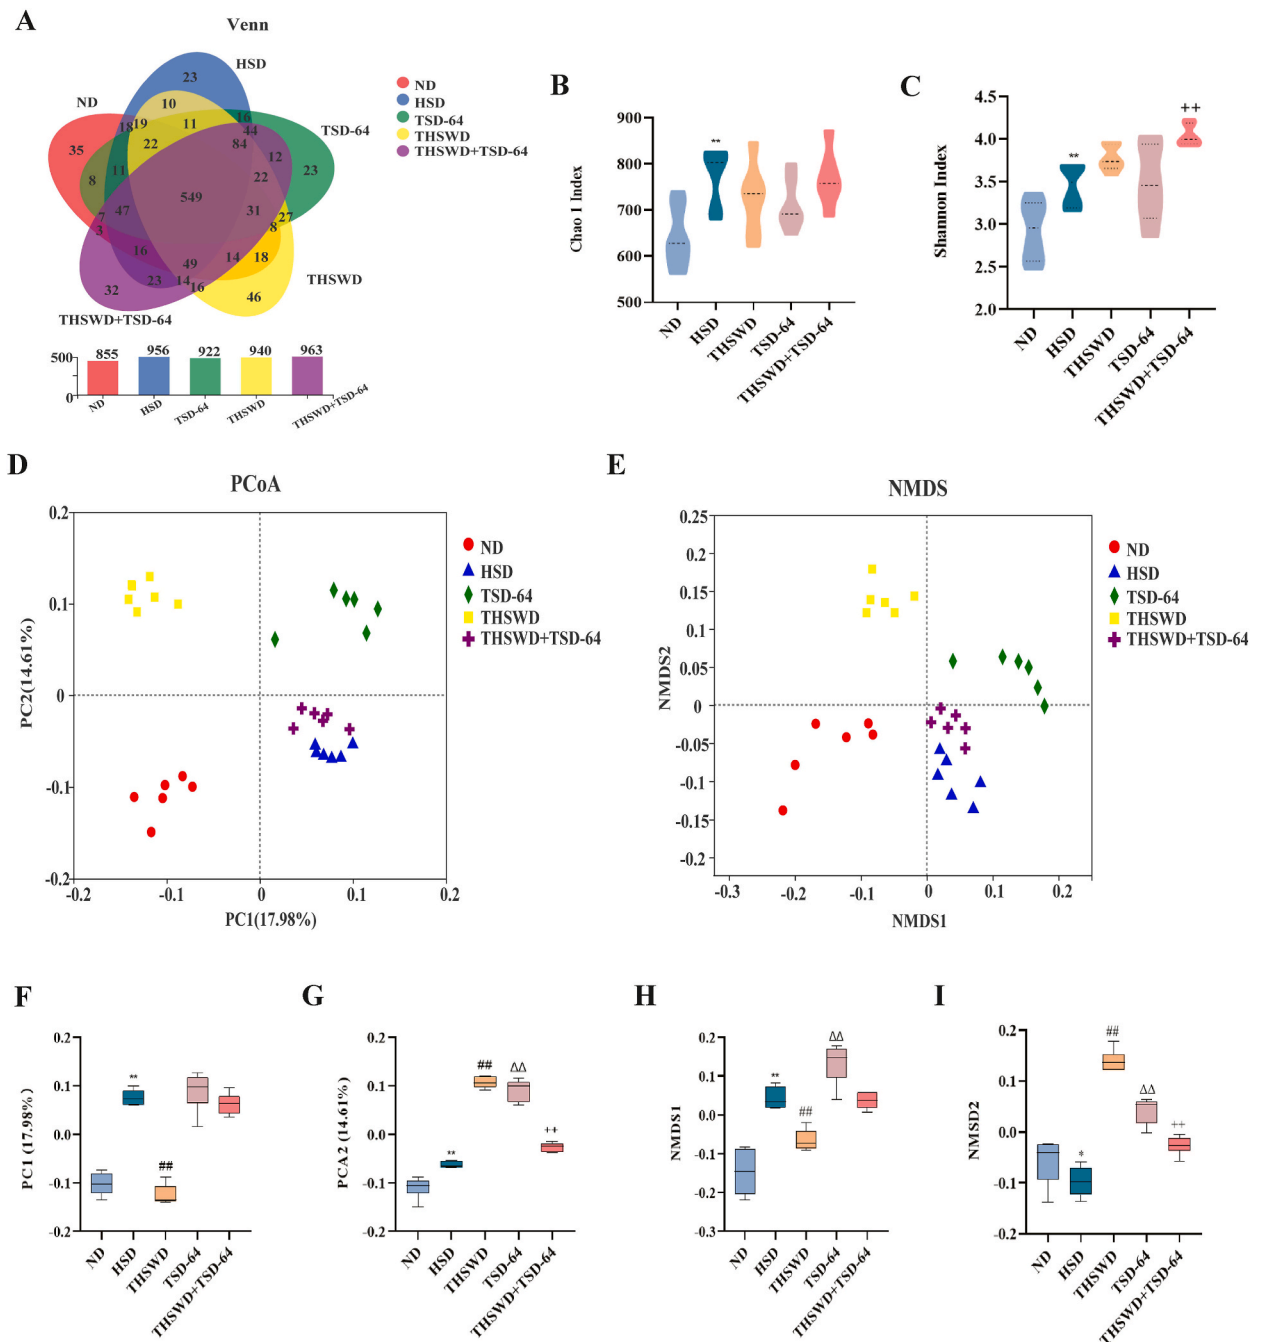 A
Venn
HSD
ND
TSD-64
THSWD
THSWD+TSD-64
23
10
18
19
11
16
44
22
84
12
35
8
11
22
23
549
7
47
31
27
3
8
16
14
18
49
23
14
16
32
46
ND
HSD
TSD-64
THSWD
THSWD+TSD-64
500
0
855
956
922
940
963
ND
HSD
TSD-64
THSWD
THSWD+TSD-64
B
Chao 1 Index
900
800
700
600
500
**
ND
HSD
THSWD
TSD-64
THSWD+TSD-64
C
Shannon Index
4.5
4.0
3.5
3.0
2.5
2.0
**
++
ND
HSD
THSWD
TSD-64
THSWD+TSD-64
D
PCoA
PC2(14.61%)
0.2
0.1
0
-0.1
-0.2
-0.2
-0.1
0
0.1
0.2
PC1(17.98%)
ND
HSD
TSD-64
THSWD
THSWD+TSD-64
E
NMDS
NMDS2
0.25
0.2
0.15
0.1
0.05
0
-0.05
-0.1
-0.15
-0.2
-0.3
-0.2
-0.1
0
0.1
0.2
NMDS1
ND
HSD
TSD-64
THSWD
THSWD+TSD-64
F
PC1 (17.98%)
0.2
0.1
0.0
-0.1
-0.2
**
##
ND
HSD
THSWD
TSD-64
THSWD+TSD-64
G
PCA2 (14.61%)
0.2
0.1
0.0
-0.1
-0.2
**
##
ΔΔ
++
ND
HSD
THSWD
TSD-64
THSWD+TSD-64
H
NMDS1
0.2
0.1
0.0
-0.1
-0.2
-0.3
**
##
ΔΔ
ND
HSD
THSWD
TSD-64
THSWD+TSD-64
I
NMSD2
0.2
0.1
0.0
-0.1
-0.2
*
##
ΔΔ
++
ND
HSD
THSWD
TSD-64
THSWD+TSD-64